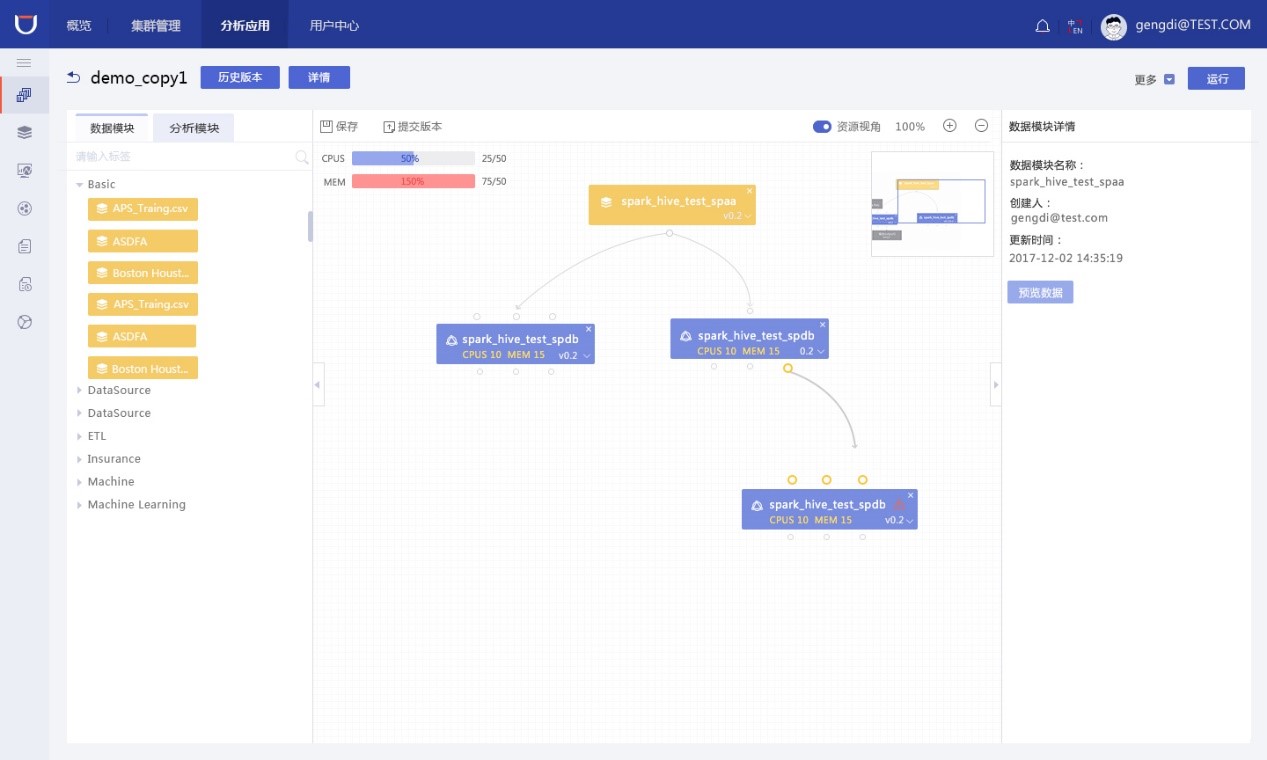 概览
集群管理
分析应用
用户中心
中
EN
gengdi@TEST.COM
demo_copy1
历史版本
详情
更多
运行
数据模块
分析模块
请输入标签
Basic
APS_Traing.csv
ASDFA
Boston Houst...
APS_Traing.csv
ASDFA
Boston Houst...
DataSource
DataSource
ETL
Insurance
Machine
Machine Learning
保存
提交版本
资源视角
100%
CPUS
50%
25/50
MEM
150%
75/50
spark_hive_test_spaa
v0.2
spark_hive_test_spdb
CPUS 10 MEM 15 v0.2
spark_hive_test_spdb
CPUS 10 MEM 15 0.2
spark_hive_test_spdb
CPUS 10 MEM 15 v0.2
数据模块详情
数据模块名称：
spark_hive_test_spaa
创建人：
gengdi@test.com
更新时间：
2017-12-02 14:35:19
预览数据